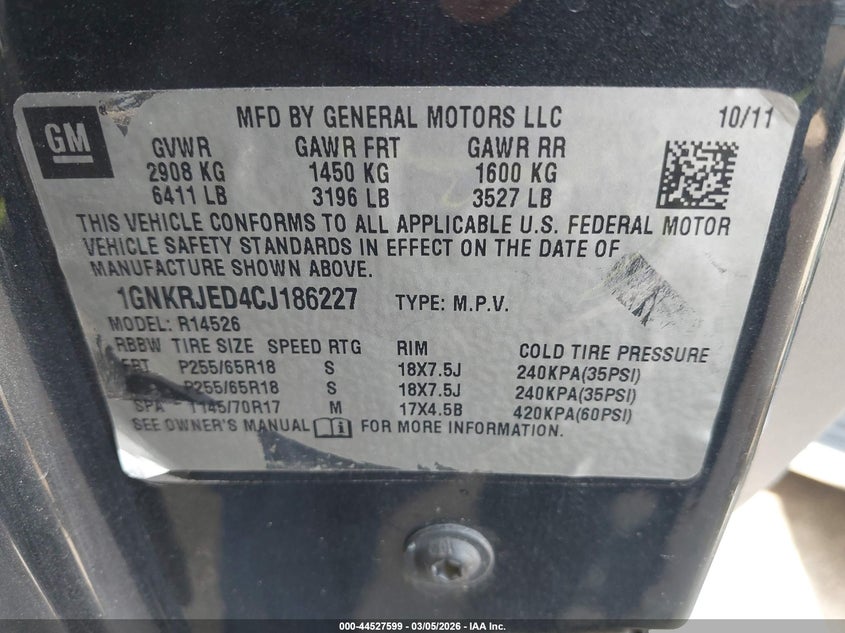 GM
MFD BY GENERAL MOTORS LLC 10/11
GVWR GAWR FRT GAWR RR
2908 KG 1450 KG 1600 KG
6411 LB 3196 LB 3527 LB
THIS VEHICLE CONFORMS TO ALL APPLICABLE U.S. FEDERAL MOTOR
VEHICLE SAFETY STANDARDS IN EFFECT ON THE DATE OF
MANUFACTURE SHOWN ABOVE.
1GNKRJED4CJ186227 TYPE: M.P.V.
MODEL: R14526
RBBW TIRE SIZE SPEED RTG RIM COLD TIRE PRESSURE
FRT P255/65R18 S 18X7.5J 240KPA(35PSI)
P255/65R18 S 18X7.5J 240KPA(35PSI)
SPA T145/70R17 M 17X4.5B 420KPA(60PSI)
SEE OWNER'S MANUAL FOR MORE INFORMATION.
000-44527599 — 03/05/2026 — IAA Inc.